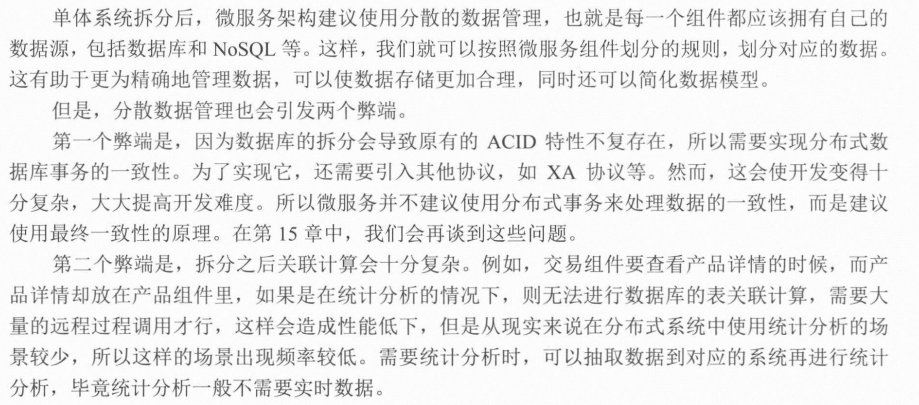 单体系统拆分后，微服务架构建议使用分散的数据管理，也就是每一个组件都应该拥有自己的
数据源，包括数据库和 NoSQL 等。这样，我们就可以按照微服务组件划分的规则，划分对应的数据。
这有助于更为精确地管理数据，可以使数据存储更加合理，同时还可以简化数据模型。
但是，分散数据管理也会引发两个弊端。
第一个弊端是，因为数据库的拆分会导致原有的 ACID 特性不复存在，所以需要实现分布式数
据库事务的一致性。为了实现它，还需要引入其他协议，如 XA 协议等。然而，这会使开发变得十
分复杂，大大提高开发难度。所以微服务并不建议使用分布式事务来处理数据的一致性，而是建议
使用最终一致性的原理。在第 15 章中，我们会再谈到这些问题。
第二个弊端是，拆分之后关联计算会十分复杂。例如，交易组件要查看产品详情的时候，而产
品详情却放在产品组件里，如果是在统计分析的情况下，则无法进行数据库的表关联计算，需要大
量的远程过程调用才行，这样会造成性能低下，但是从现实来说在分布式系统中使用统计分析的场
景较少，所以这样的场景出现频率较低。需要统计分析时，可以抽取数据到对应的系统再进行统计
分析，毕竟统计分析一般不需要实时数据。